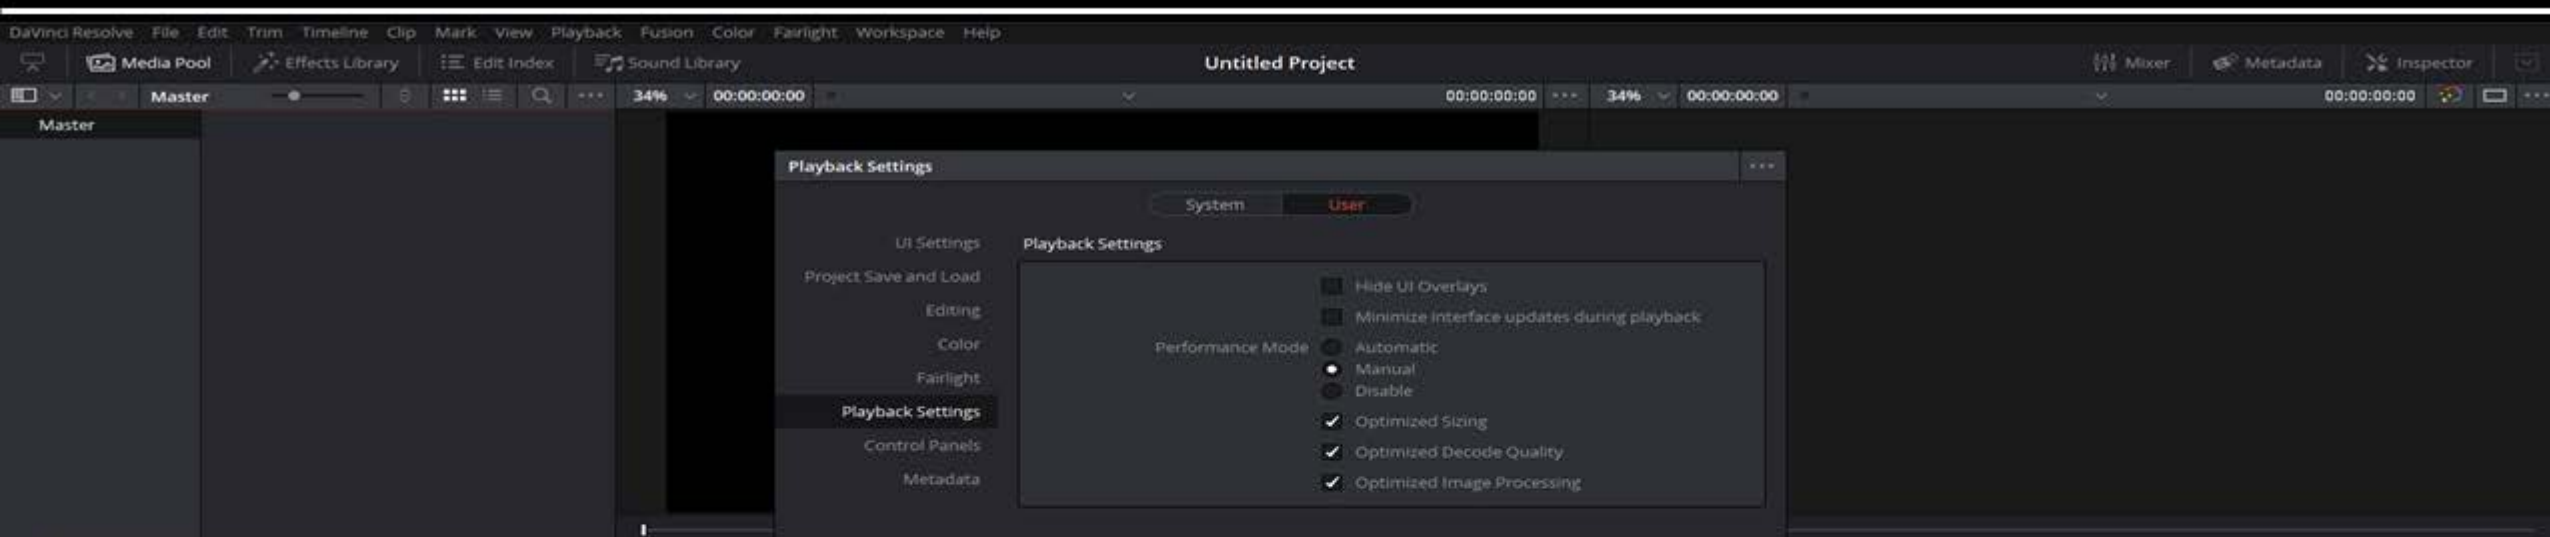 DaVinci Resolve File Edit Trim Timeline Clip Mark View Playback Fusion Color Fairlight Workspace Help
Media Pool Effects Library Edit Index Sound Library Untitled Project Mixer Metadata Inspector
Master 34% 00:00:00:00 00:00:00:00 34% 00:00:00:00 00:00:00:00
Master
Playback Settings
System User
UI Settings Playback Settings
Project Save and Load Hide UI Overlays
Editing Minimize interface updates during playback
Color Performance Mode Automatic
Manual
Fairlight Disable
Playback Settings Optimized Sizing
Control Panels Optimized Decode Quality
Metadata Optimized Image Processing